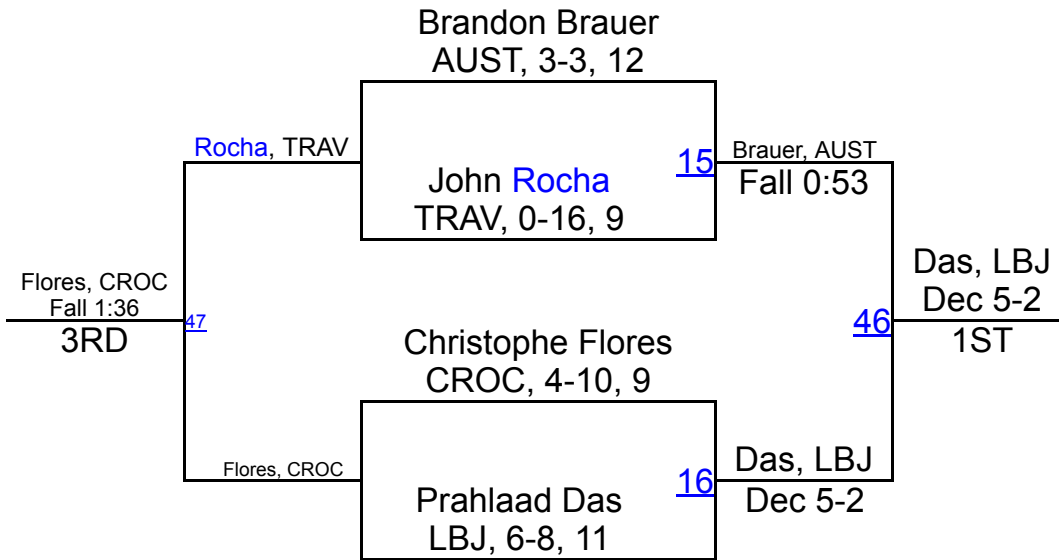 Brandon Brauer
AUST, 3-3, 12
Rocha, TRAV
15
Brauer, AUST
Fall 0:53
John Rocha
TRAV, 0-16, 9
Flores, CROC
Fall 1:36
3RD
47
Das, LBJ
Dec 5-2
1ST
46
Christophe Flores
CROC, 4-10, 9
Flores, CROC
16
Das, LBJ
Dec 5-2
Prahlaad Das
LBJ, 6-8, 11